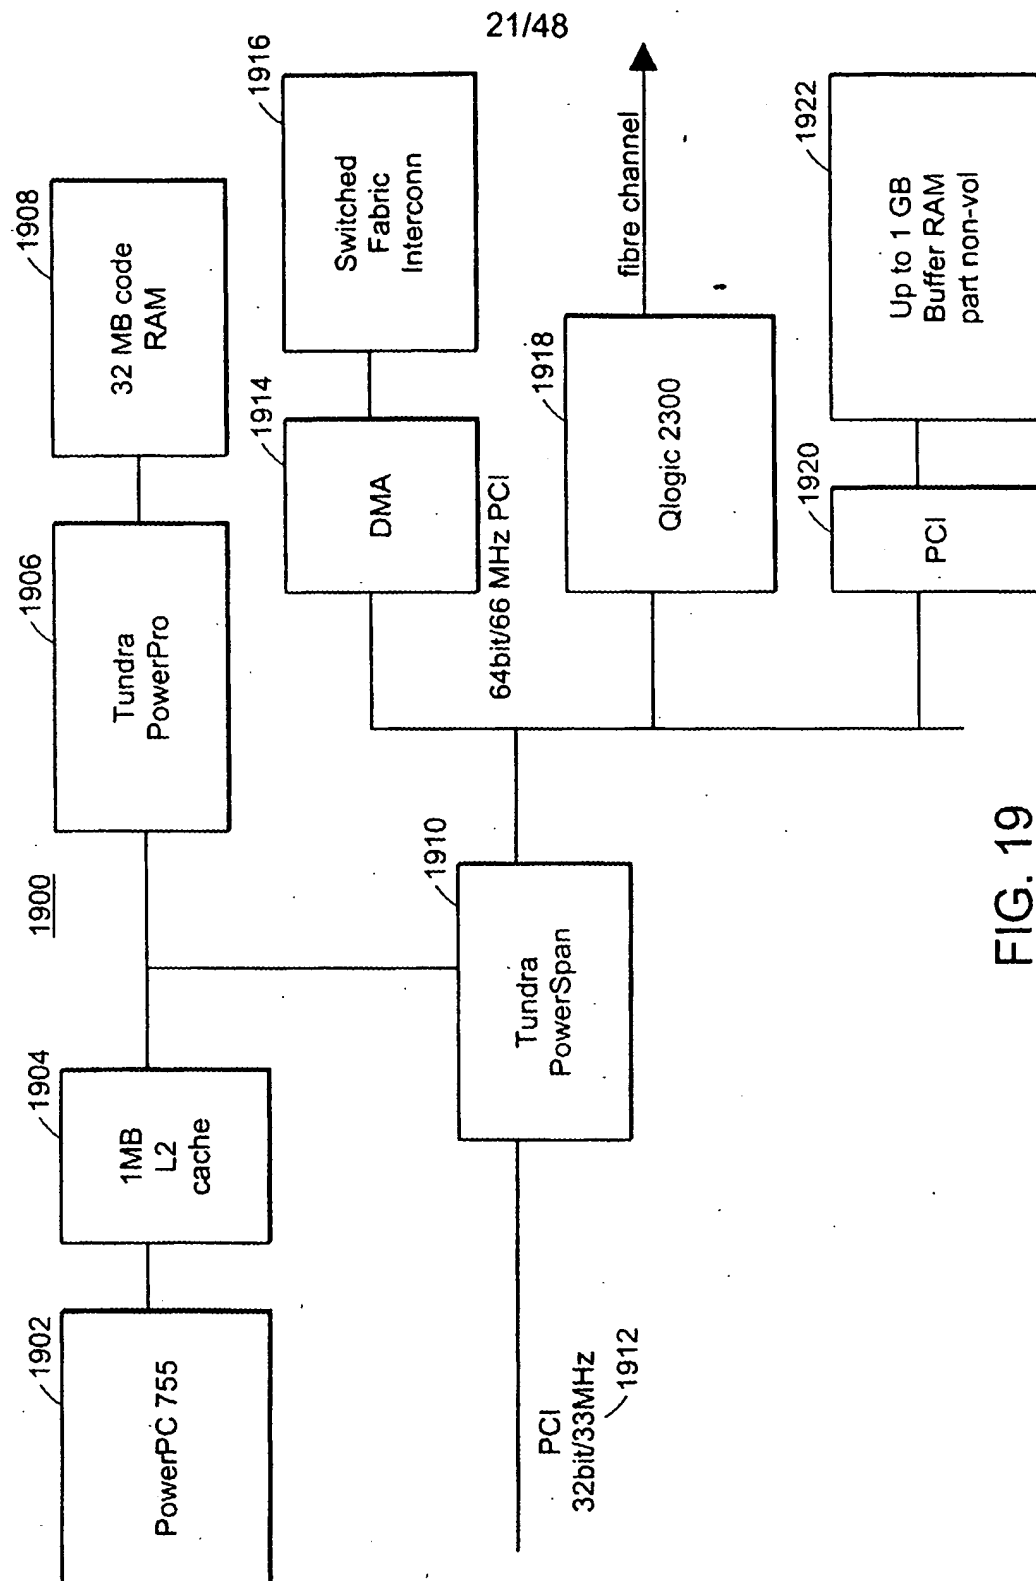 21/48
1900
1902
PowerPC 755
1904
1MB
L2
cache
1906
Tundra
PowerPro
1908
32 MB code
RAM
1910
Tundra
PowerSpan
PCI
32bit/33MHz
1912
64bit/66 MHz PCI
1914
DMA
1916
Switched
Fabric
Interconn
1918
Qlogic 2300
fibre channel
1920
PCI
1922
Up to 1 GB
Buffer RAM
part non-vol
FIG. 19